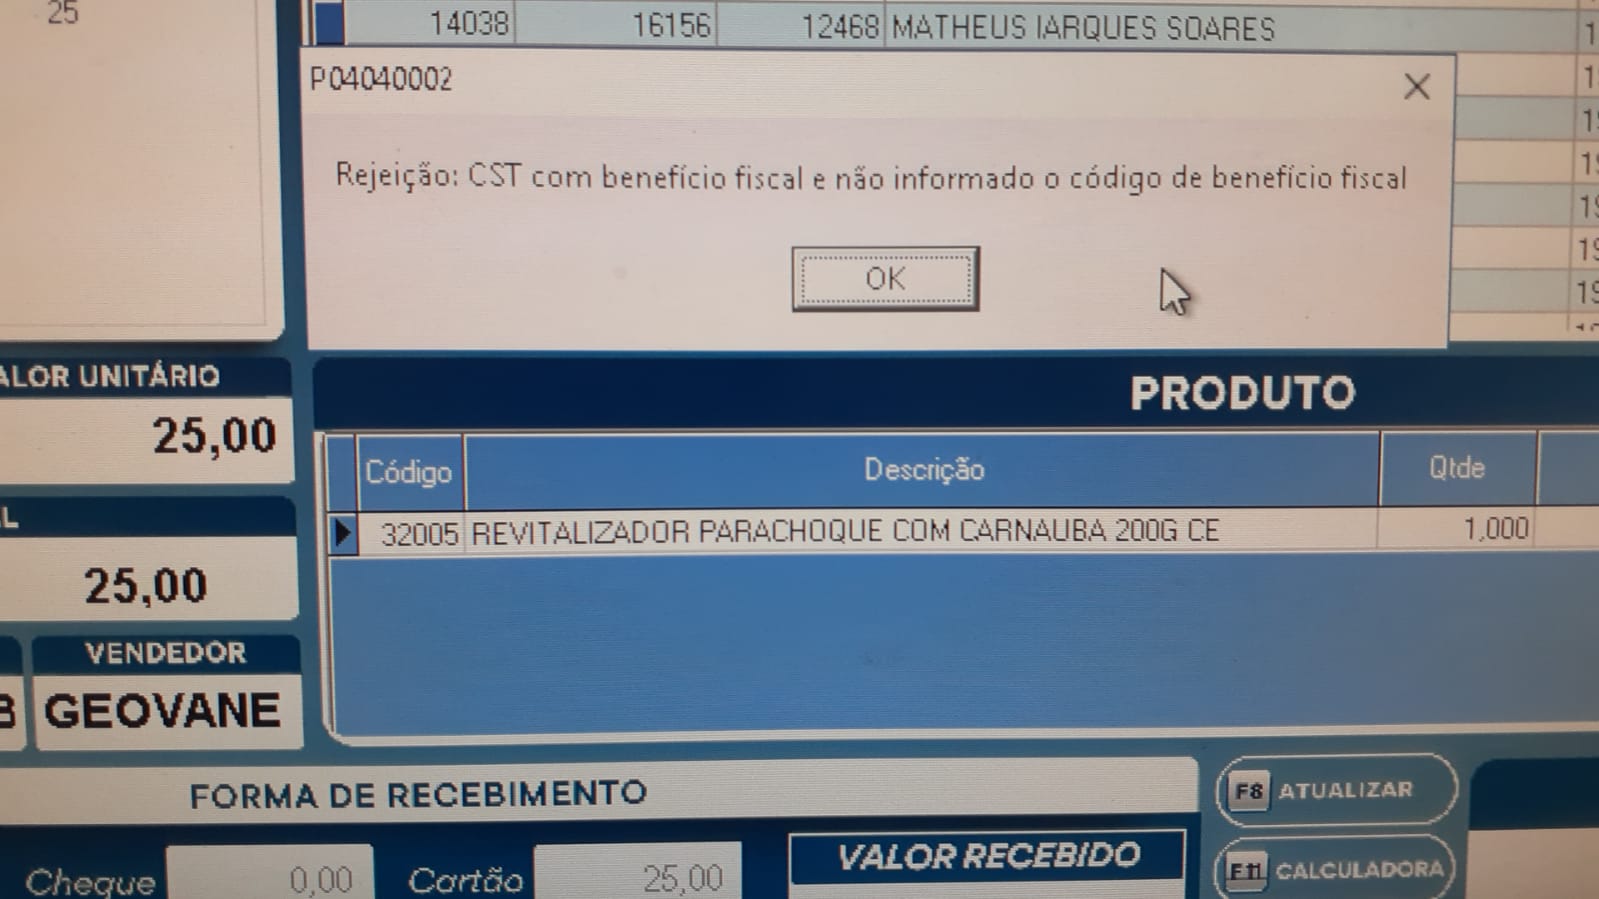 25
14038 16156 12468 MATHEUS IARQUES SOARES
P04040002
Rejeição: CST com benefício fiscal e não informado o código de benefício fiscal
OK
ALOR UNITÁRIO
25,00
PRODUTO
Código Descrição Qtde
32005 REVITALIZADOR PARACHOQUE COM CARNAUBA 200G CE 1,000
L
25,00
VENDEDOR
GEOVANE
FORMA DE RECEBIMENTO
F8 ATUALIZAR
Cheque 0,00 Cartão 25,00
VALOR RECEBIDO
F11 CALCULADORA